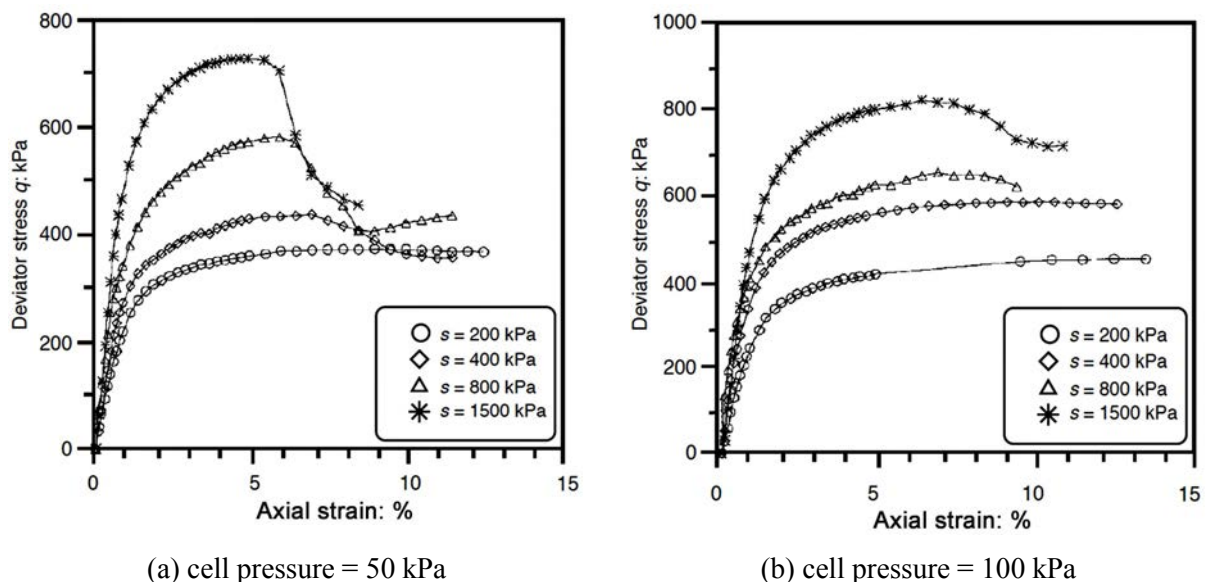 800
600
400
200
0
Deviator stress q: kPa
s = 200 kPa
s = 400 kPa
s = 800 kPa
s = 1500 kPa
0 5 10 15
Axial strain: %
(a) cell pressure = 50 kPa
1000
800
600
400
200
0
Deviator stress q: kPa
s = 200 kPa
s = 400 kPa
s = 800 kPa
s = 1500 kPa
0 5 10 15
Axial strain: %
(b) cell pressure = 100 kPa